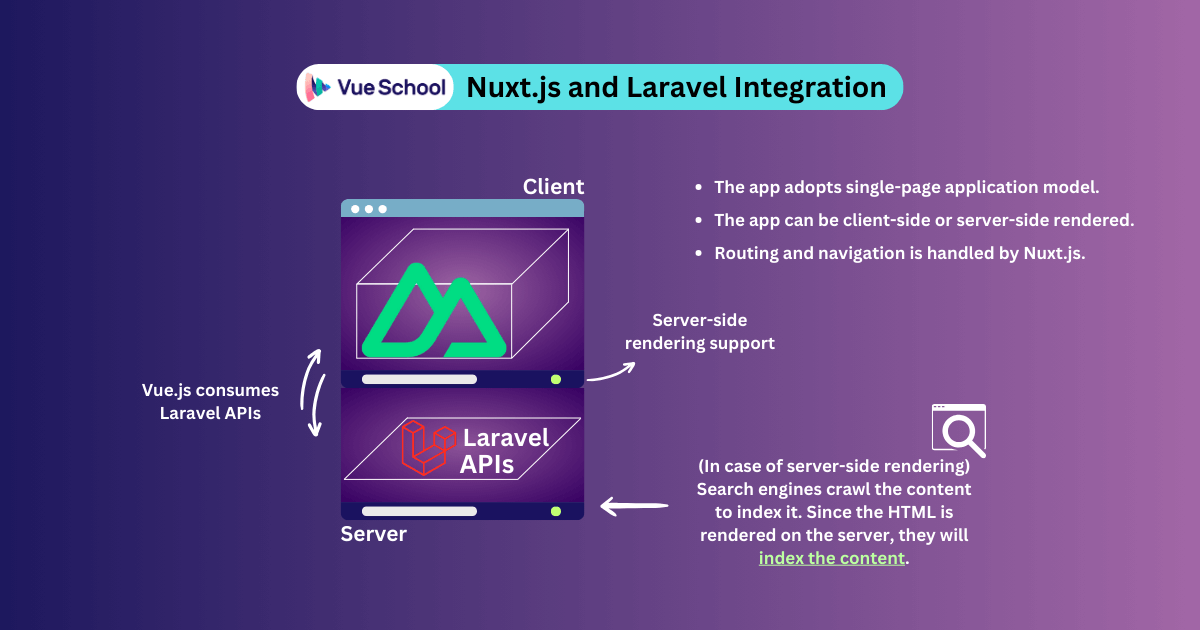 Vue School
Nuxt.js and Laravel Integration
Client
• The app adopts single-page application model.
• The app can be client-side or server-side rendered.
• Routing and navigation is handled by Nuxt.js.
Server-side
rendering support
Vue.js consumes
Laravel APIs
Laravel
APIs
Server
(In case of server-side rendering)
Search engines crawl the content
to index it. Since the HTML is
rendered on the server, they will
index the content.